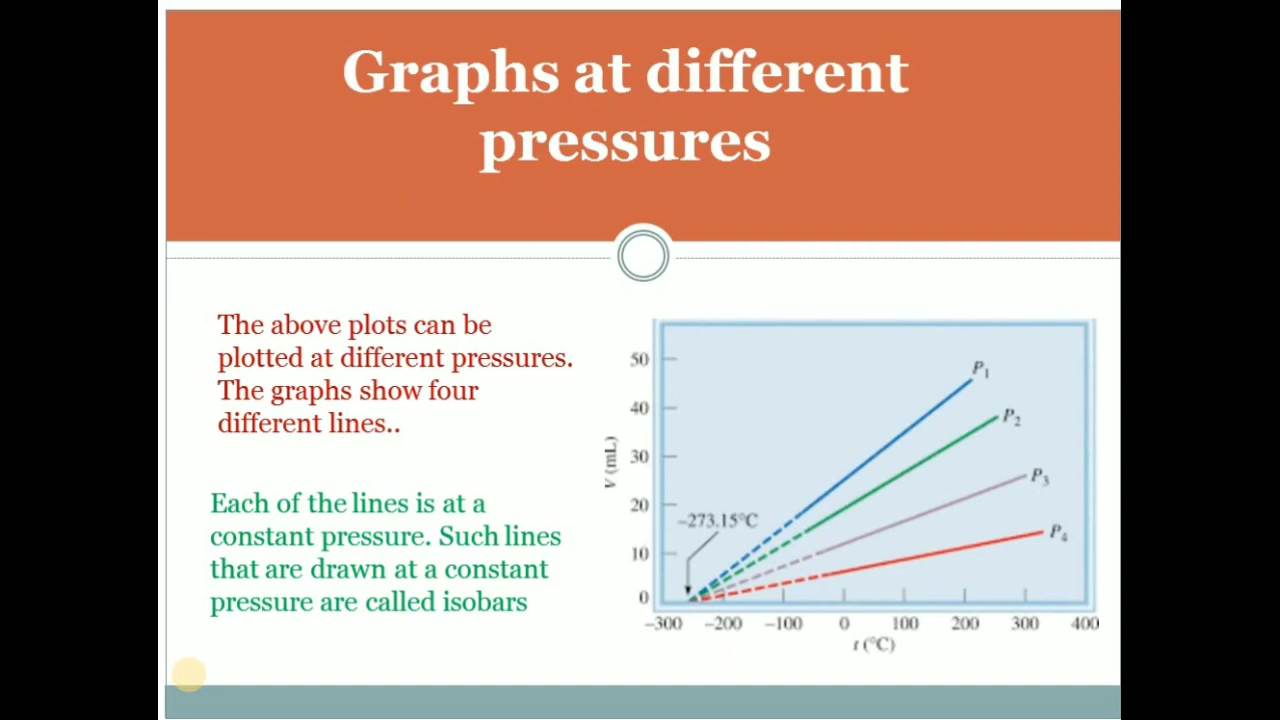 Graphs at different
pressures
The above plots can be
plotted at different pressures.
The graphs show four
different lines..
Each of the lines is at a
constant pressure. Such lines
that are drawn at a constant
pressure are called isobars
V (mL)
50
40
30
20
10
0
P₁
P₂
P₃
P₄
−273.15°C
−300 −200 −100 0 100 200 300 400
t (°C)